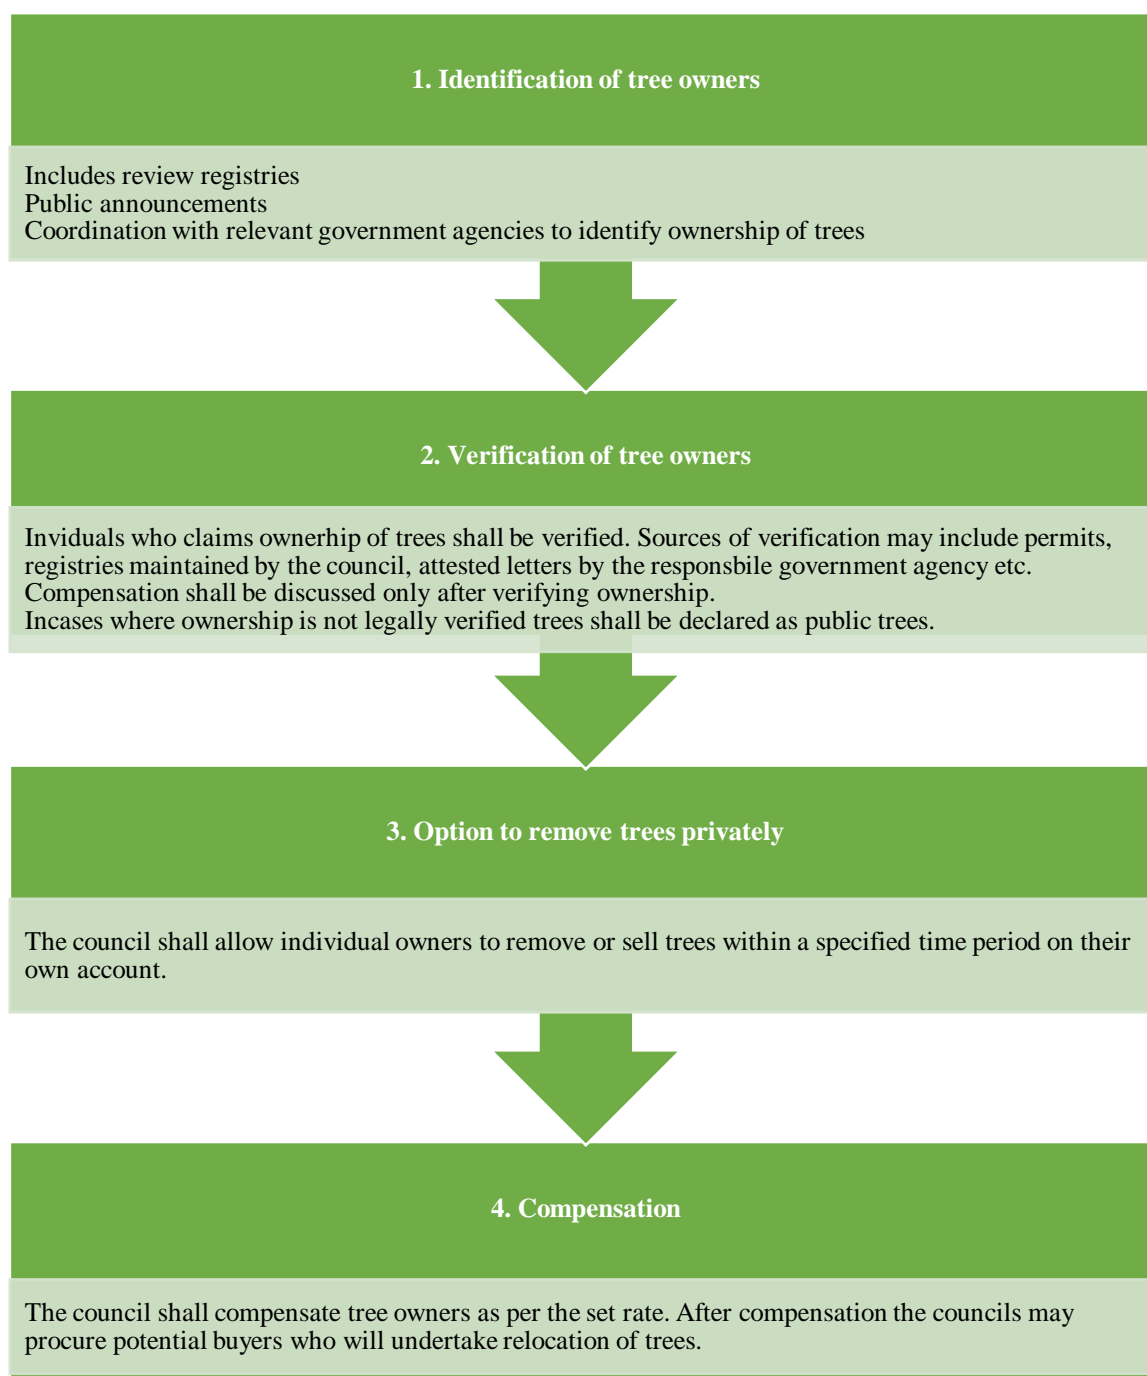 1. Identification of tree owners
Includes review registries
Public announcements
Coordination with relevant government agencies to identify ownership of trees
2. Verification of tree owners
Inviduals who claims ownerhip of trees shall be verified. Sources of verification may include permits,
registries maintained by the council, attested letters by the responsbile government agency etc.
Compensation shall be discussed only after verifying ownership.
Incases where ownership is not legally verified trees shall be declared as public trees.
3. Option to remove trees privately
The council shall allow individual owners to remove or sell trees within a specified time period on their
own account.
4. Compensation
The council shall compensate tree owners as per the set rate. After compensation the councils may
procure potential buyers who will undertake relocation of trees.